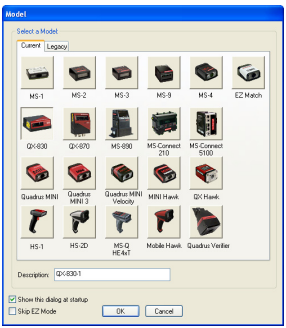 Model
Select a Model
Current Legacy
MS-1 MS-2 MS-3 MS-9 MS-4 EZ Match
QX-830 QX-870 MS-890 MS-Connect 210 MS-Connect 5100
Quadrus MINI Quadrus MINI 3 Quadrus MINI Velocity MINI Hawk QX Hawk
HS-1 HS-2D MS-Q HE4xT Mobile Hawk Quadrus Verifier
Description: QX-830-1
Show this dialog at startup
Skip EZ Mode OK Cancel